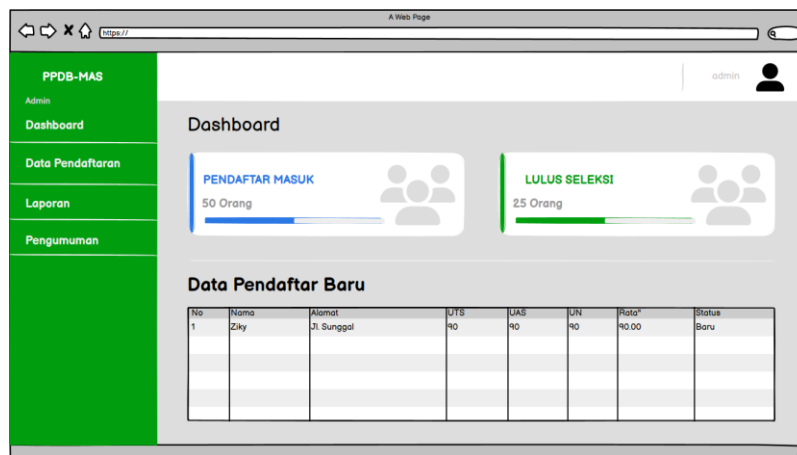 A Web Page
https://
PPDB-MAS
admin
Admin
Dashboard
Data Pendaftaran
Laporan
Pengumuman
Dashboard
PENDAFTAR MASUK
50 Orang
LULUS SELEKSI
25 Orang
Data Pendaftar Baru
No Nama Alamat UTS UAS UN Rata" Status
1 Ziky Jl. Sunggal 90 90 90 90.00 Baru